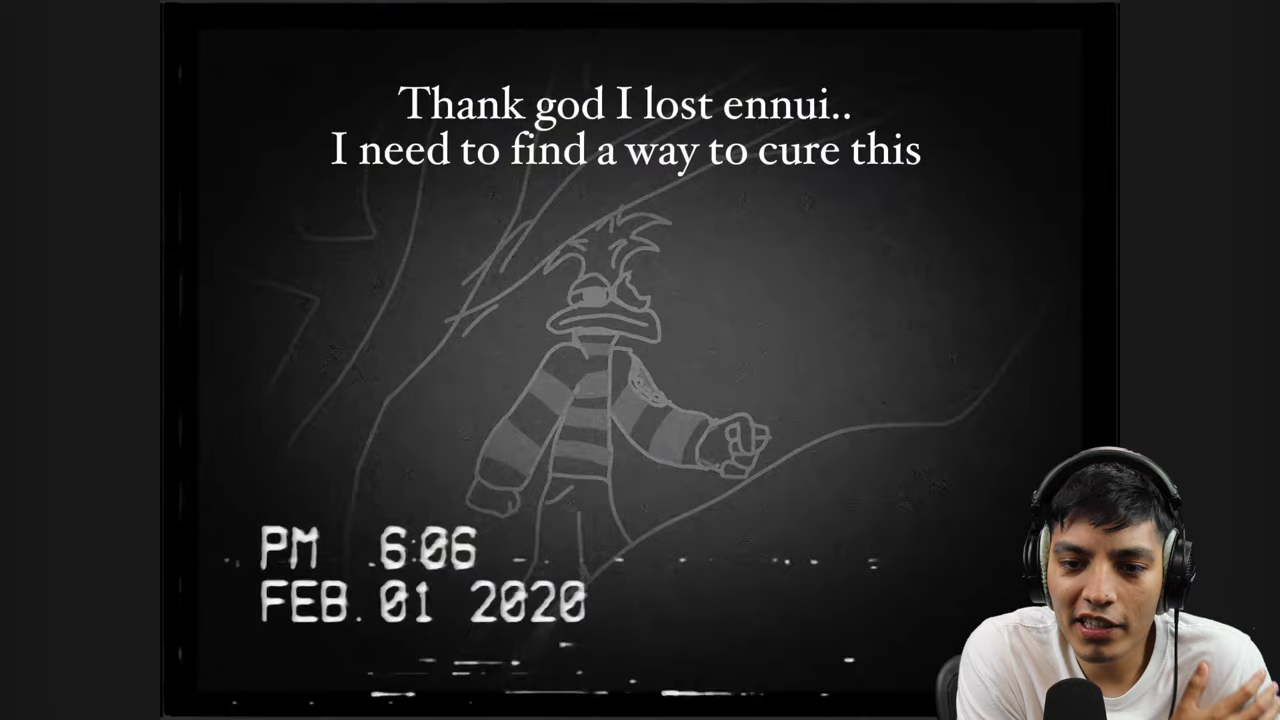 Thank god I lost ennui..
I need to find a way to cure this
PM 6:06
FEB. 01 2020